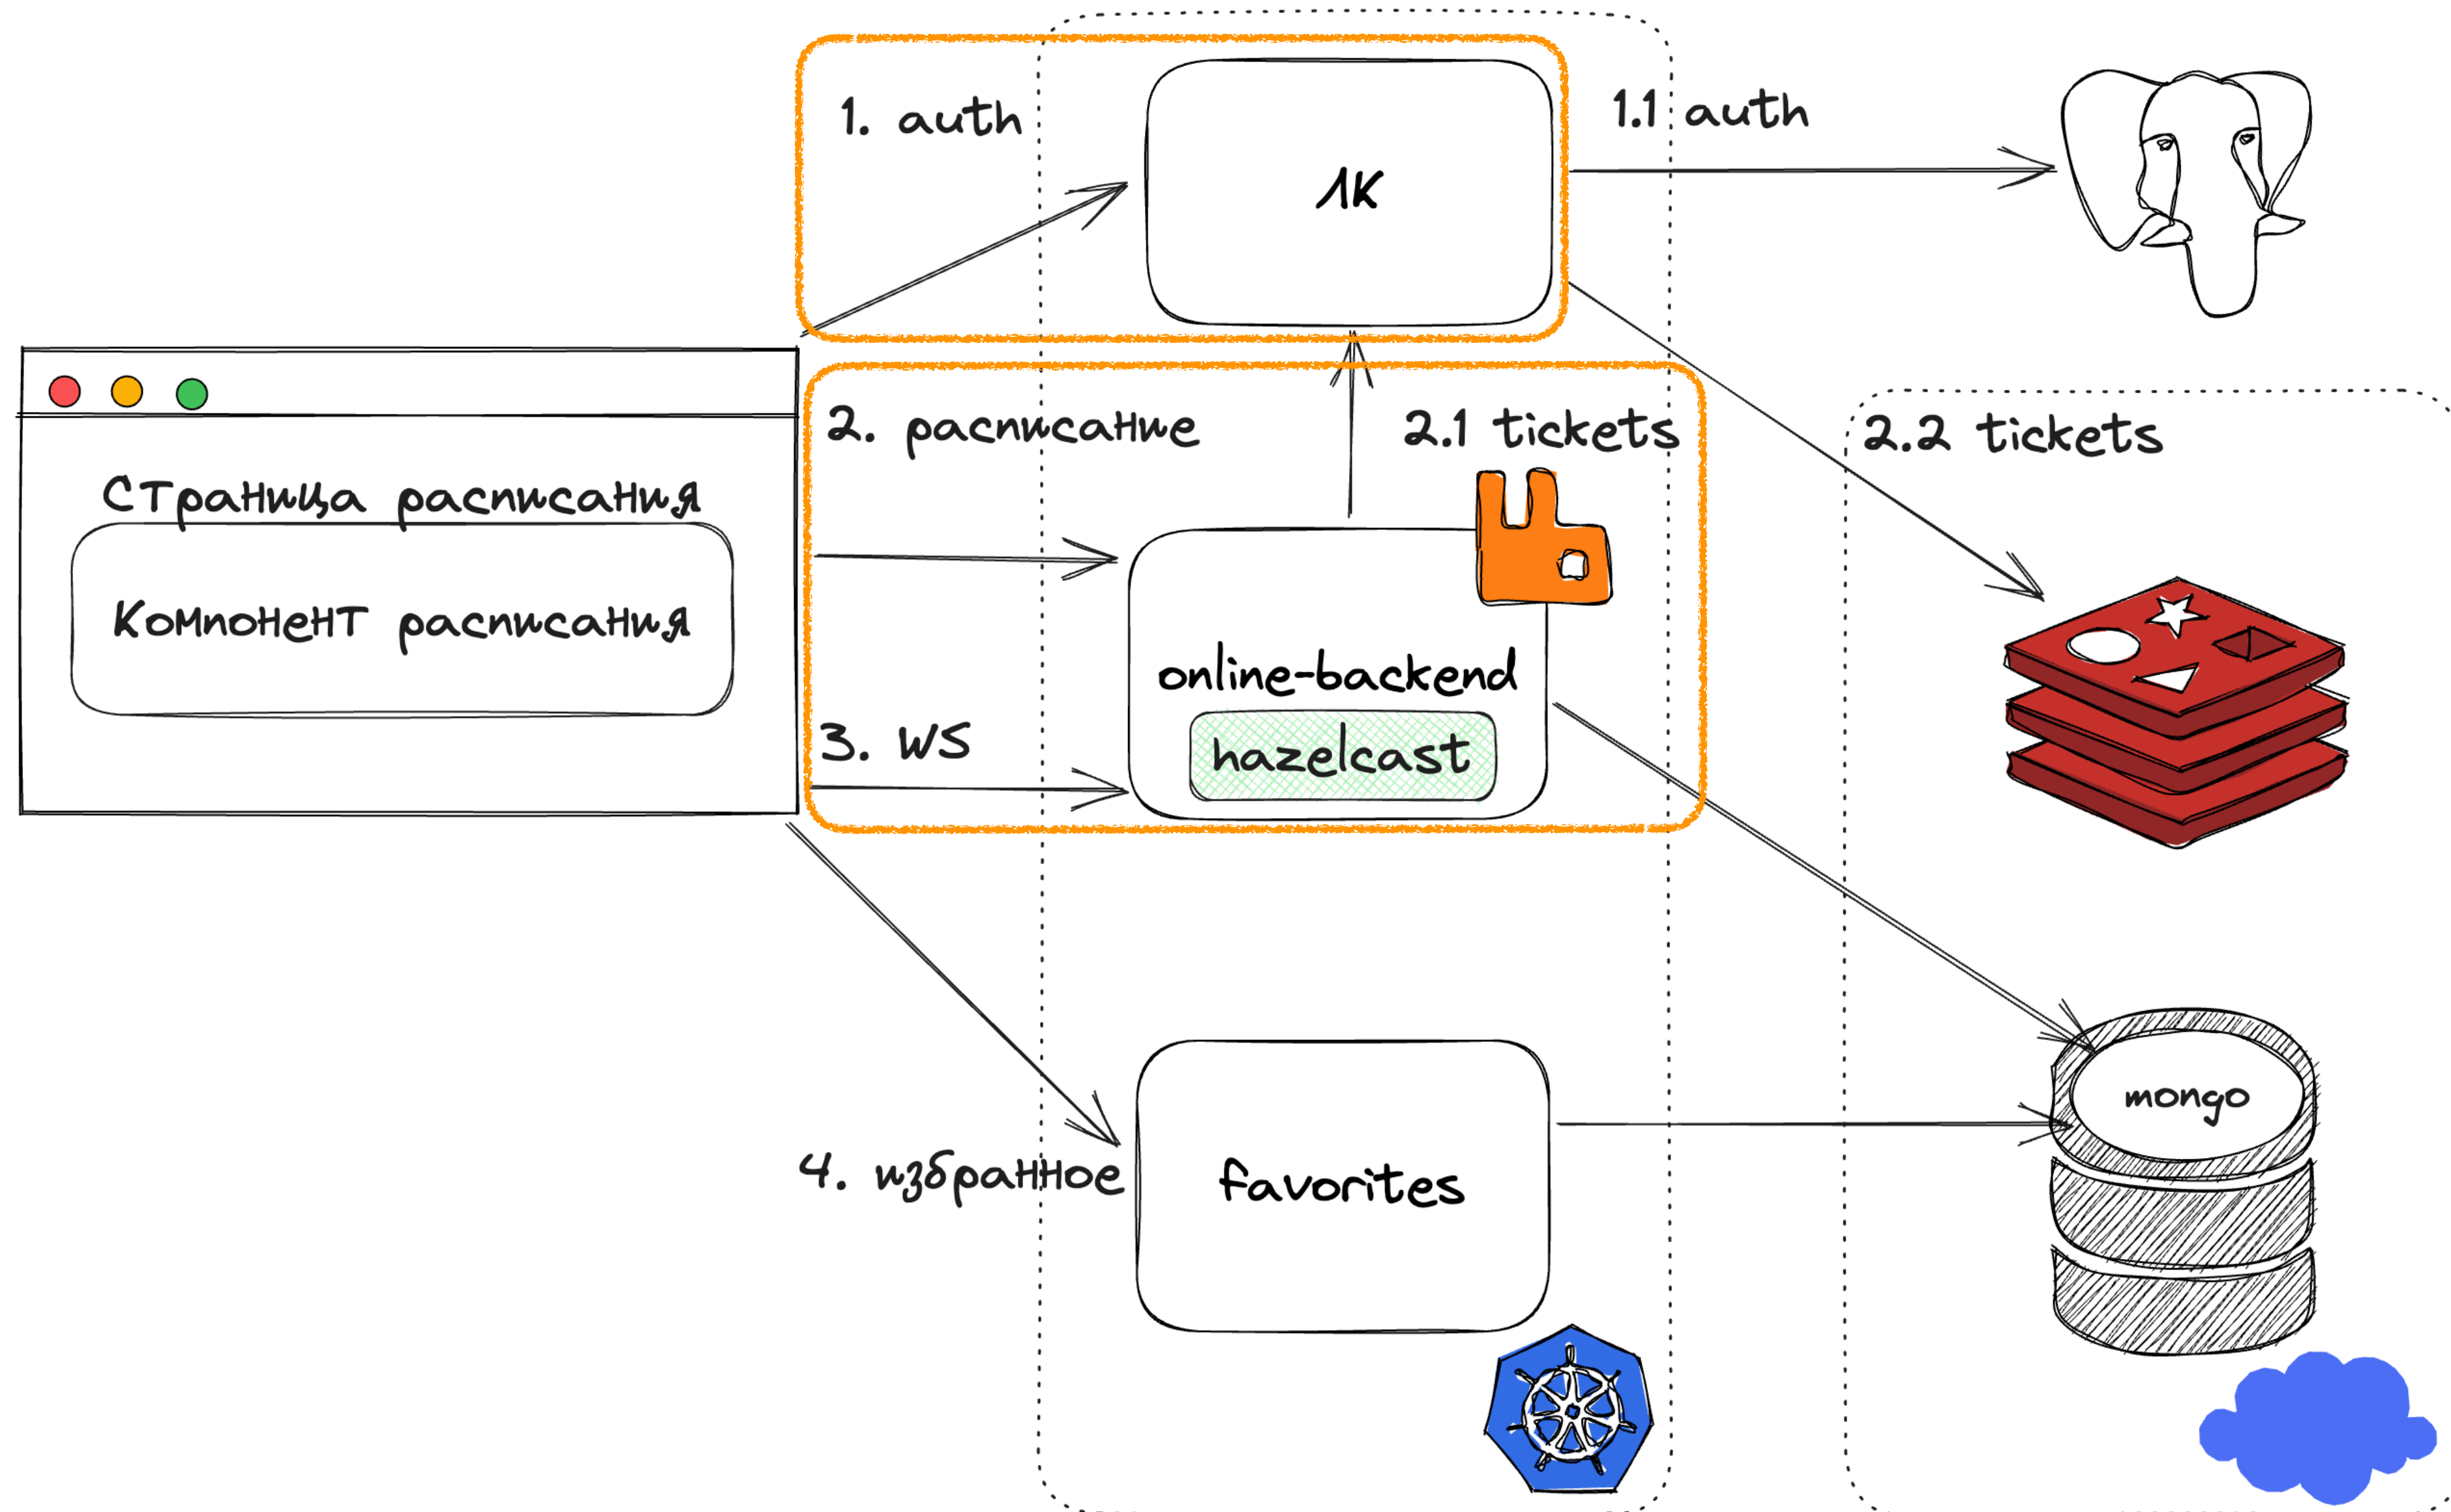 1. auth
1.1 auth
ЛК
2. расписание
2.1 tickets
2.2 tickets
Страница расписания
Компонент расписания
online-backend
hazelcast
3. WS
mongo
4. избранное
favorites